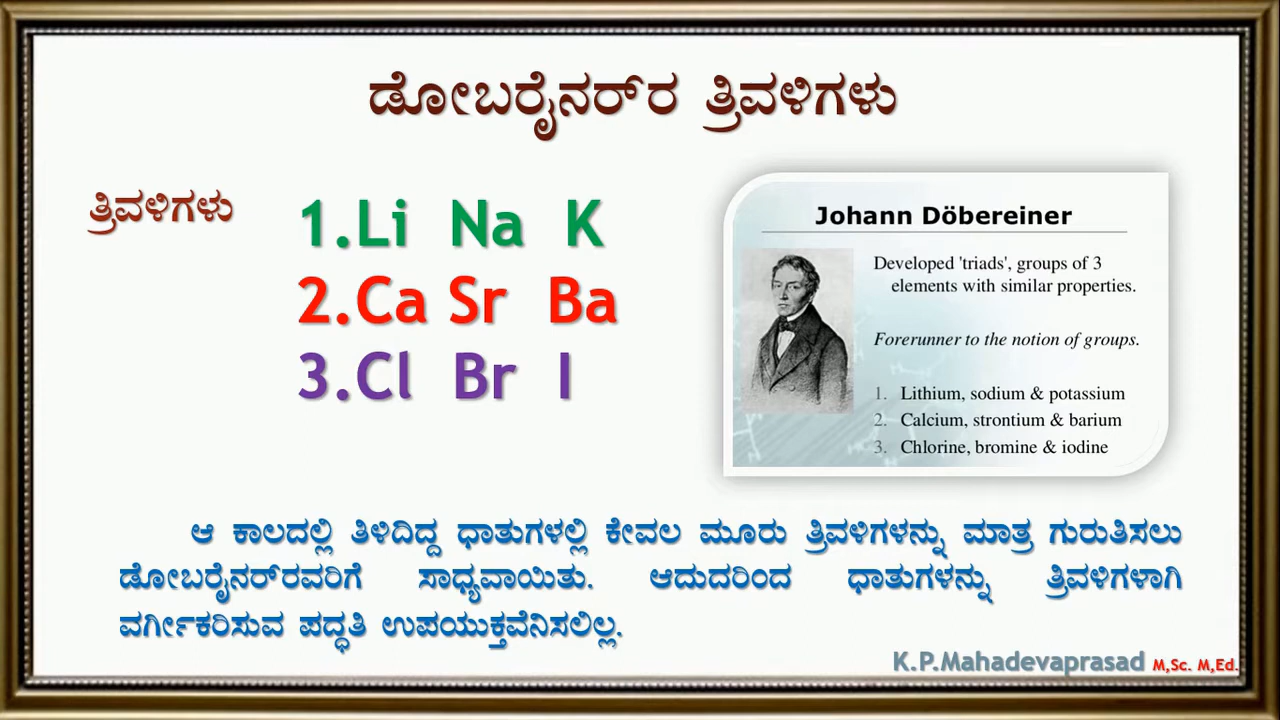 ಡೋಬರೈನರ್‌ರ ತ್ರಿವಳಿಗಳು
ತ್ರಿವಳಿಗಳು
1.Li Na K
2.Ca Sr Ba
3.Cl Br I
Johann Döbereiner
Developed 'triads', groups of 3
elements with similar properties.
Forerunner to the notion of groups.
1. Lithium, sodium & potassium
2. Calcium, strontium & barium
3. Chlorine, bromine & iodine
ಆ ಕಾಲದಲ್ಲಿ ತಿಳಿದಿದ್ದ ಧಾತುಗಳಲ್ಲಿ ಕೇವಲ ಮೂರು ತ್ರಿವಳಿಗಳನ್ನು ಮಾತ್ರ ಗುರುತಿಸಲು
ಡೋಬರೈನರ್‌ರವರಿಗೆ ಸಾಧ್ಯವಾಯಿತು. ಆದುದರಿಂದ ಧಾತುಗಳನ್ನು ತ್ರಿವಳಿಗಳಾಗಿ
ವರ್ಗೀಕರಿಸುವ ಪದ್ಧತಿ ಉಪಯುಕ್ತವೆನಿಸಲಿಲ್ಲ.
K.P.Mahadevaprasad M,Sc. M,Ed.